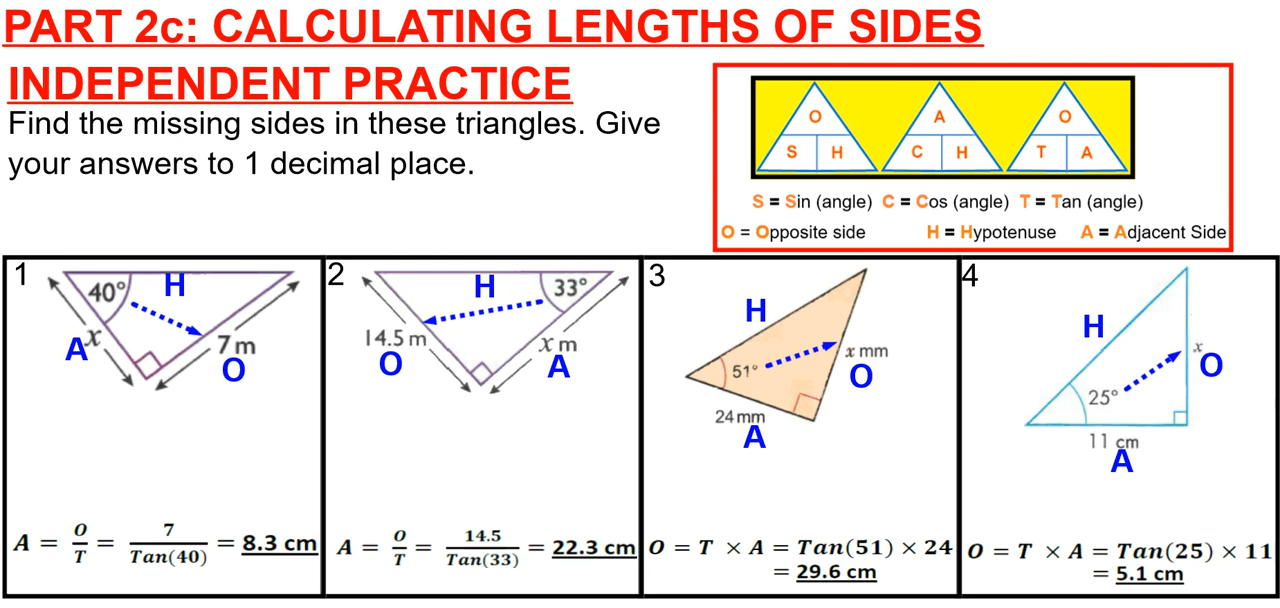 PART 2c: CALCULATING LENGTHS OF SIDES
INDEPENDENT PRACTICE
Find the missing sides in these triangles. Give
your answers to 1 decimal place.
O A O
S H C H T A
S = Sin (angle) C = Cos (angle) T = Tan (angle)
O = Opposite side H = Hypotenuse A = Adjacent Side
1
40°
H
x
A
7 m
O
A = O/T = 7/Tan(40) = 8.3 cm
2
H
33°
14.5 m
O
x m
A
A = O/T = 14.5/Tan(33) = 22.3 cm
3
H
51°
x mm
O
24 mm
A
O = T × A = Tan(51) × 24
= 29.6 cm
4
H
x
O
25°
11 cm
A
O = T × A = Tan(25) × 11
= 5.1 cm